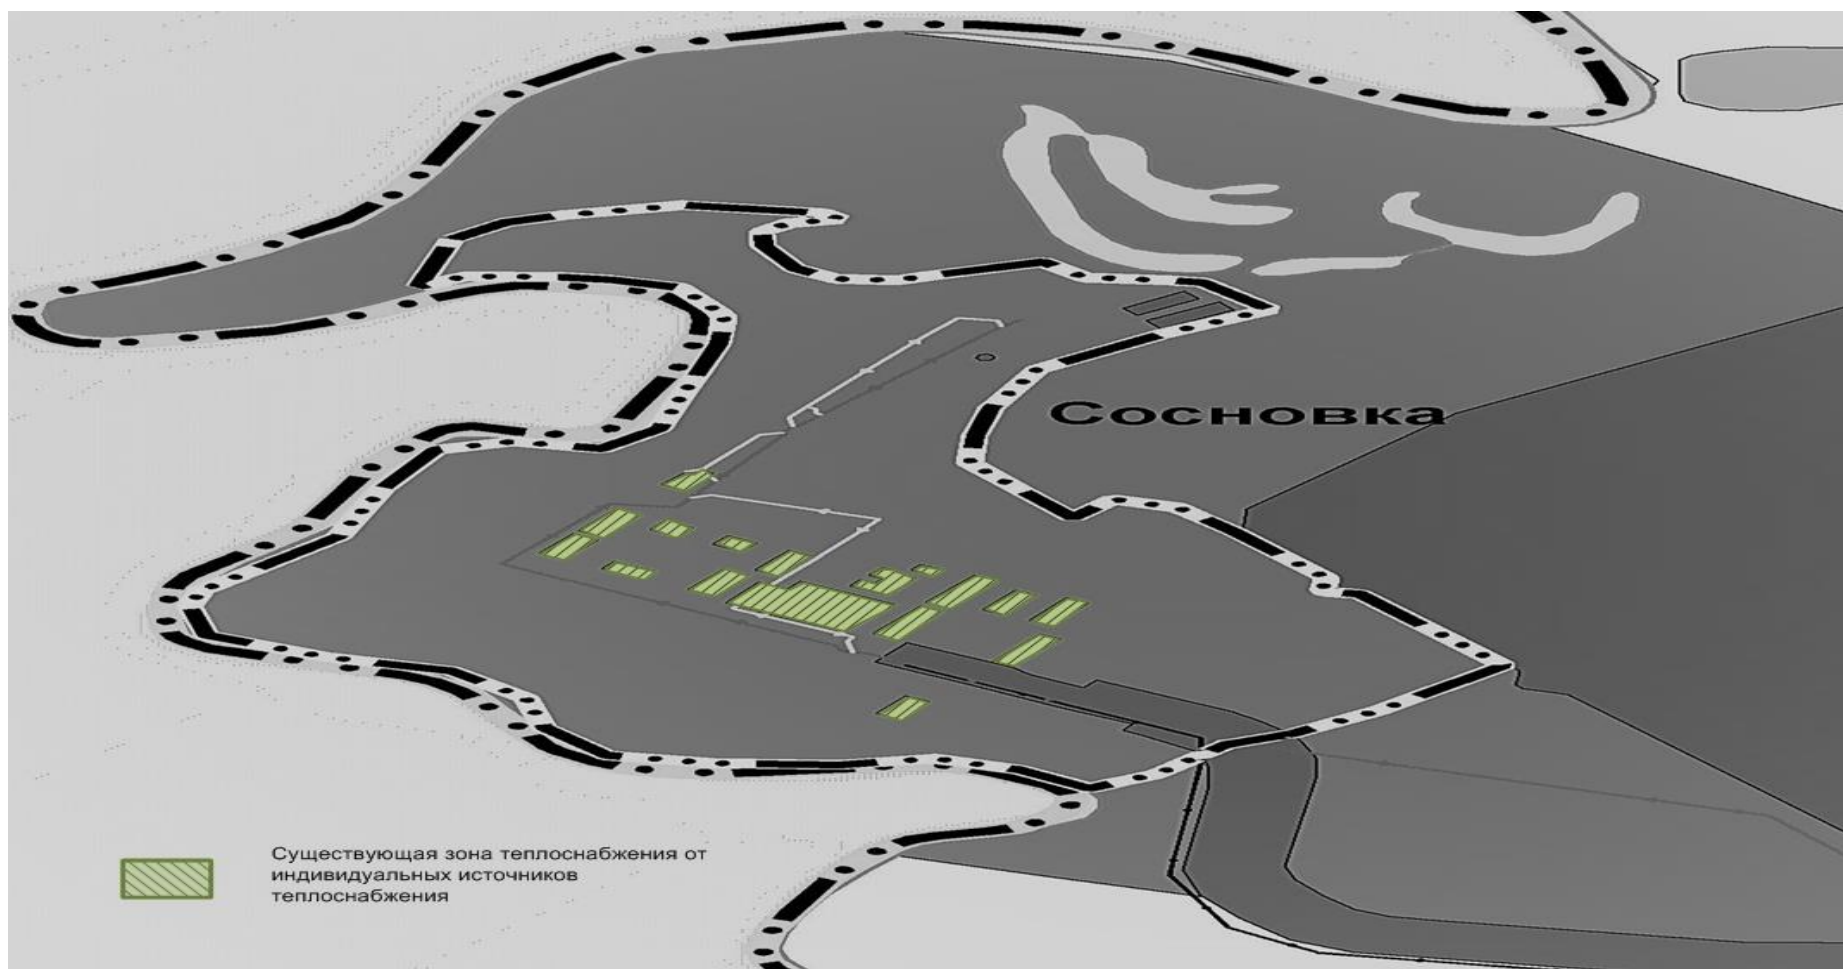 Сосновка
Существующая зона теплоснабжения от
индивидуальных источников
теплоснабжения